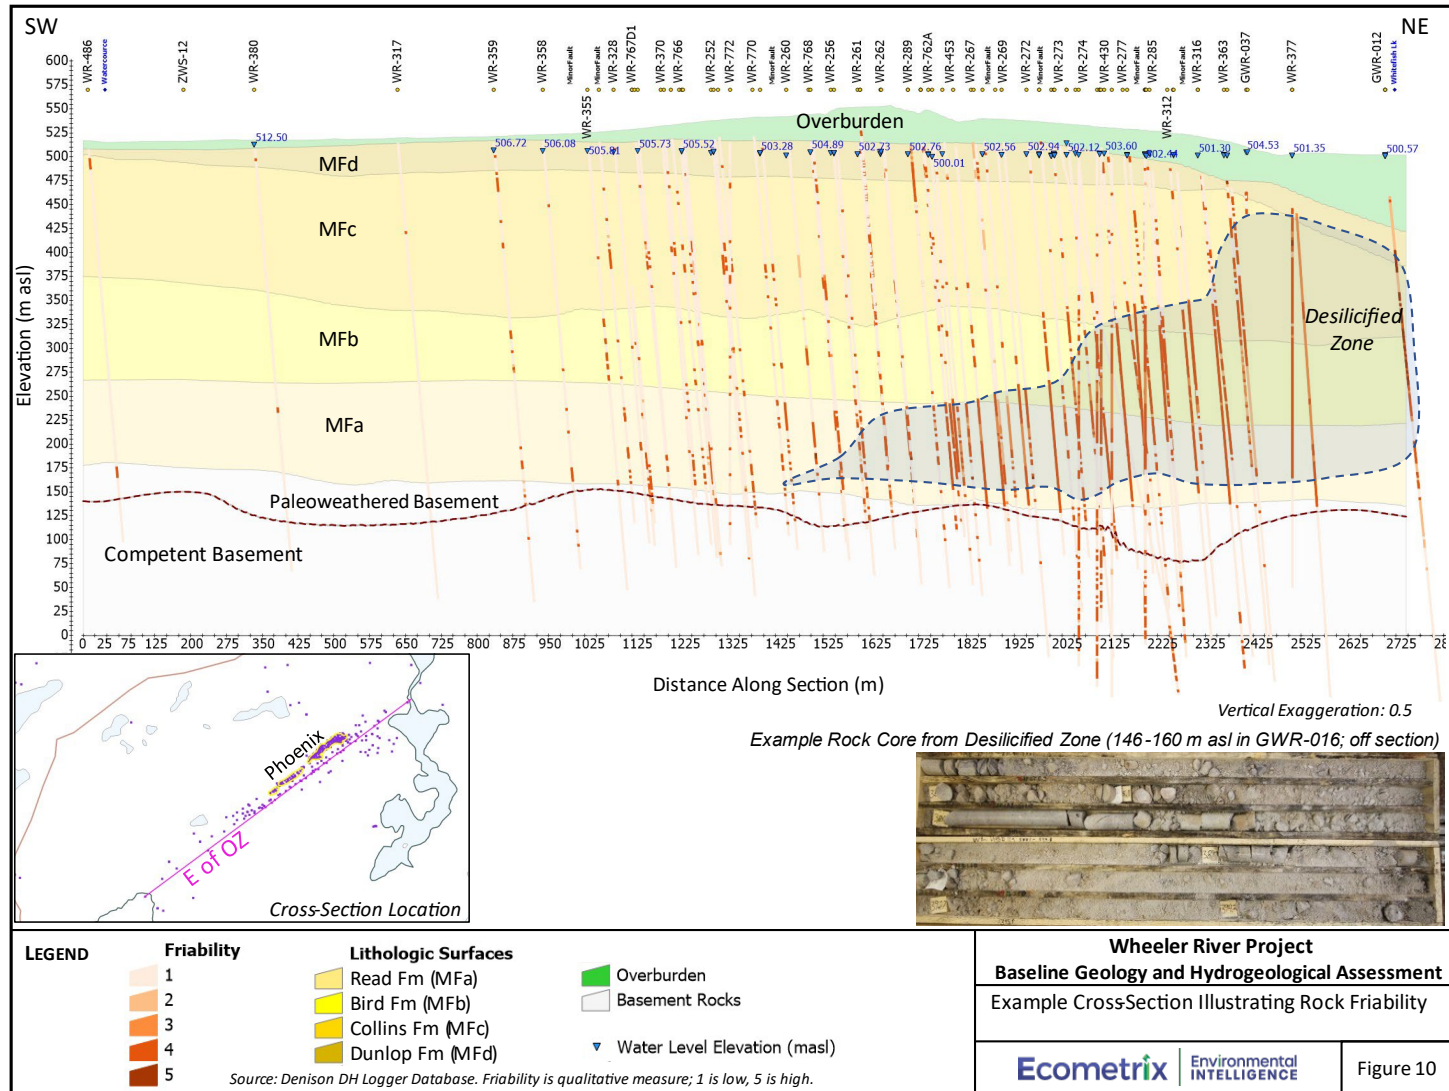 SW
NE
WR-486
Watercourse
ZWS-12
WR-380
WR-317
WR-359
WR-358
MinorFault
WR-355
MinorFault
WR-328
WR-767D1
WR-370
WR-766
WR-252
WR-772
WR-770
MinorFault
WR-260
WR-768
WR-256
WR-261
WR-262
WR-289
WR-762A
WR-453
WR-267
MinorFault
WR-269
WR-272
MinorFault
WR-273
WR-274
WR-430
WR-277
MinorFault
WR-285
WR-312
MinorFault
WR-316
WR-363
GWR-037
WR-377
GWR-012
Whitefish Lk
600
575
550
525
500
475
450
425
400
375
350
325
300
275
250
225
200
175
150
125
100
75
50
25
0
Elevation (m asl)
Overburden
512.50
506.72
506.08
505.81
505.73
505.52
503.28
504.89
502.23
502.76
500.01
502.56
502.94
502.12
503.60
502.44
501.30
504.53
501.35
500.57
MFd
MFc
MFb
MFa
Desilicified
Zone
Paleoweathered Basement
Competent Basement
0 25 75 125 175 225 275 350 425 500 575 650 725 800 875 950 1025 1125 1225 1325 1425 1525 1625 1725 1825 1925 2025 2125 2225 2325 2425 2525 2625 2725
Distance Along Section (m)
Vertical Exaggeration: 0.5
Example Rock Core from Desilicified Zone (146-160 m asl in GWR-016; off section)
Phoenix
E of OZ
Cross-Section Location
LEGEND
Friability
1
2
3
4
5
Lithologic Surfaces
Read Fm (MFa)
Bird Fm (MFb)
Collins Fm (MFc)
Dunlop Fm (MFd)
Overburden
Basement Rocks
Water Level Elevation (masl)
Source: Denison DH Logger Database. Friability is qualitative measure; 1 is low, 5 is high.
Wheeler River Project
Baseline Geology and Hydrogeological Assessment
Example Cross-Section Illustrating Rock Friability
Ecometrix
Environmental
INTELLIGENCE
Figure 10